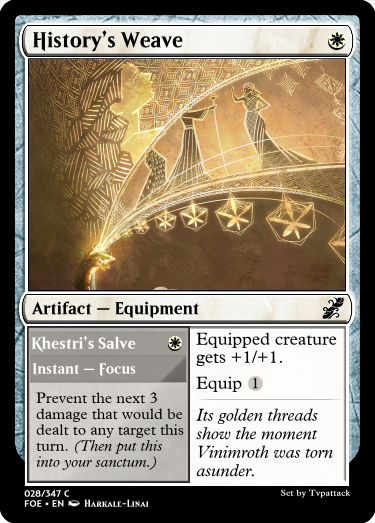 History's Weave
Artifact — Equipment
Khestri's Salve
Instant — Focus
Prevent the next 3
damage that would be
dealt to any target this
turn. (Then put this
into your sanctum.)
Equipped creature
gets +1/+1.
Equip 1
Its golden threads
show the moment
Vinimroth was torn
asunder.
028/347 C
FOE • EN Harkale-Linai
Set by Tvpattack